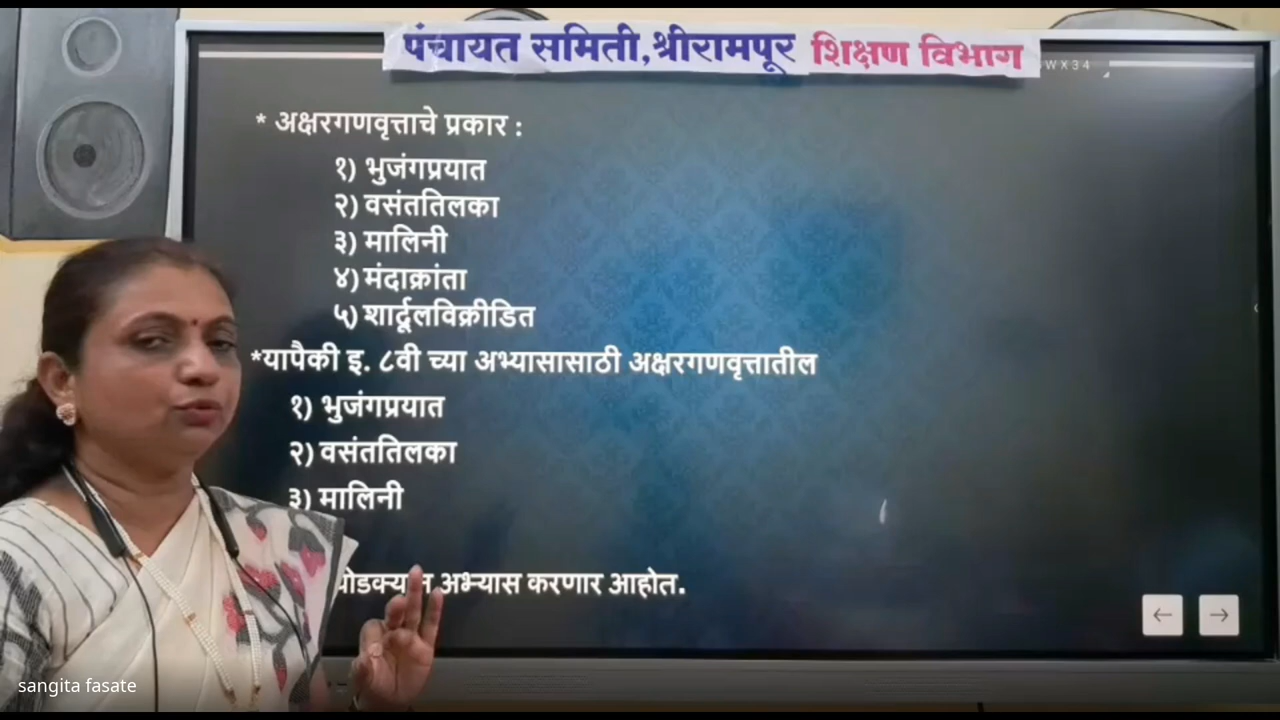 पंचायत समिती,श्रीरामपूर शिक्षण विभाग
WX34
* अक्षरगणवृत्ताचे प्रकार :
१) भुजंगप्रयात
२) वसंततिलका
३) मालिनी
४) मंदाक्रांता
५) शार्दूलविक्रीडित
*यापैकी इ. ८वी च्या अभ्यासासाठी अक्षरगणवृत्तातील
१) भुजंगप्रयात
२) वसंततिलका
३) मालिनी
अभ्यास करणार आहोत.
sangita fasate